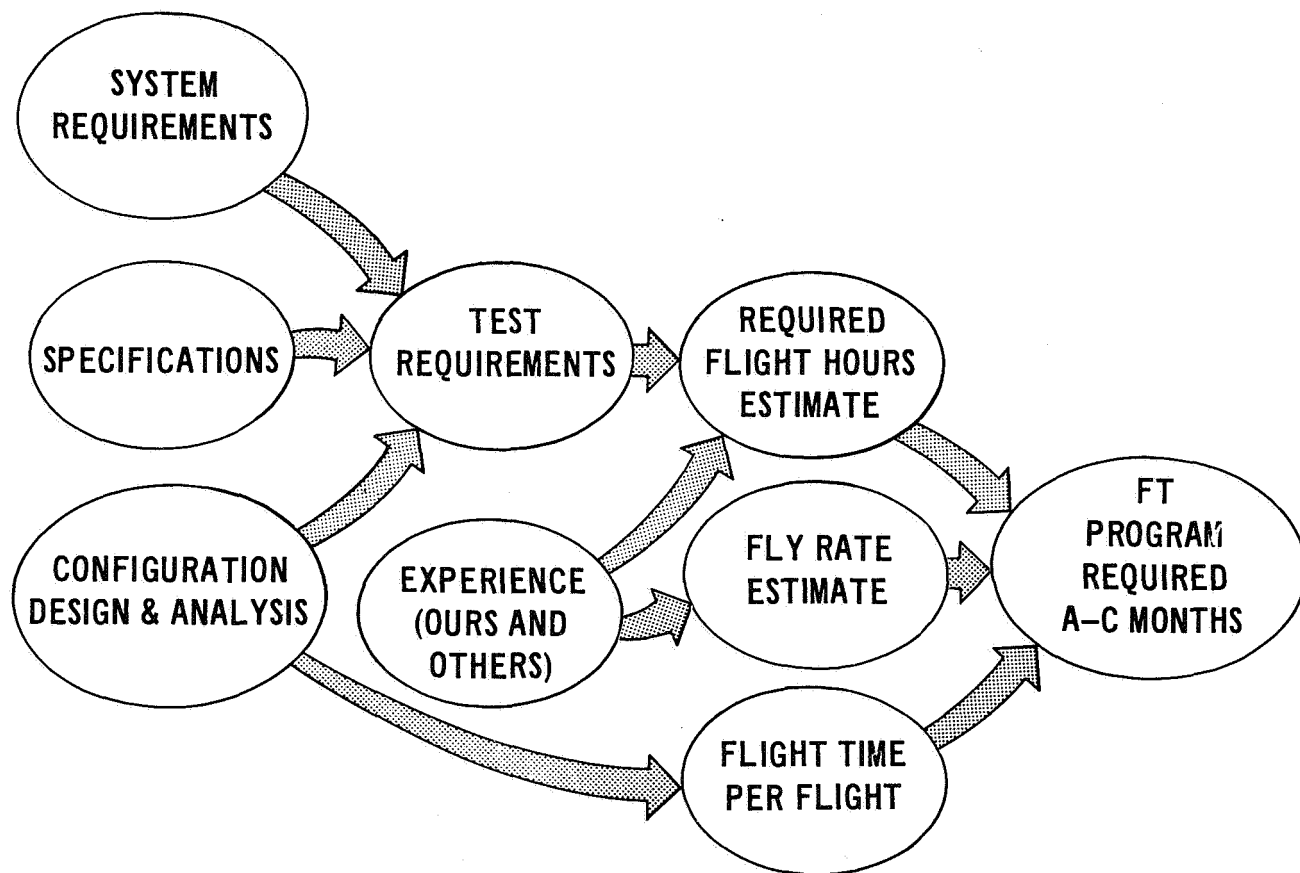 SYSTEM
REQUIREMENTS
SPECIFICATIONS
CONFIGURATION
DESIGN & ANALYSIS
TEST
REQUIREMENTS
EXPERIENCE
(OURS AND
OTHERS)
REQUIRED
FLIGHT HOURS
ESTIMATE
FLY RATE
ESTIMATE
FLIGHT TIME
PER FLIGHT
FT
PROGRAM
REQUIRED
A–C MONTHS